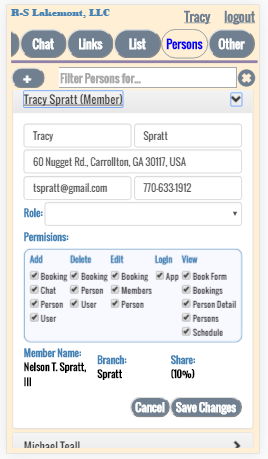 R-S Lakemont, LLC
Tracy logout
Chat Links List Persons Other
+ Filter Persons for...
Tracy Spratt (Member)
Tracy Spratt
60 Nugget Rd., Carrollton, GA 30117, USA
tspratt@gmail.com 770-633-1912
Role:
Permisions:
Add Delete Edit Login View
Booking Booking Booking App Book Form
Chat Person Members Bookings
Person User Person Person Detail
User Persons
Schedule
Member Name: Branch: Share:
Nelson T. Spratt, III Spratt (10%)
Cancel Save Changes
Michael Teall